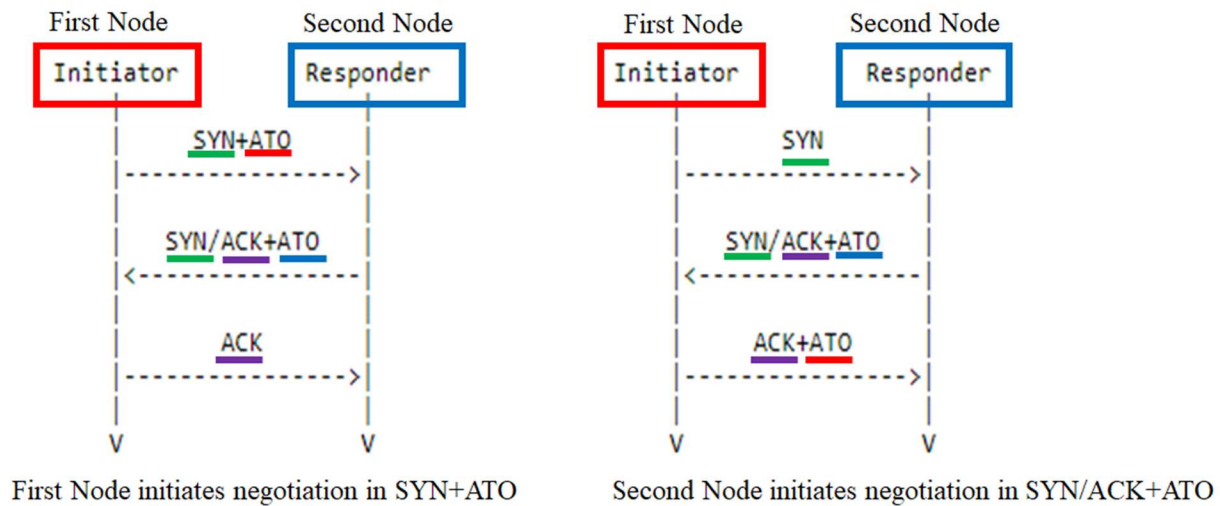 First Node Second Node
Initiator Responder
SYN+ATO
SYN/ACK+ATO
ACK
First Node initiates negotiation in SYN+ATO
First Node Second Node
Initiator Responder
SYN
SYN/ACK+ATO
ACK+ATO
Second Node initiates negotiation in SYN/ACK+ATO